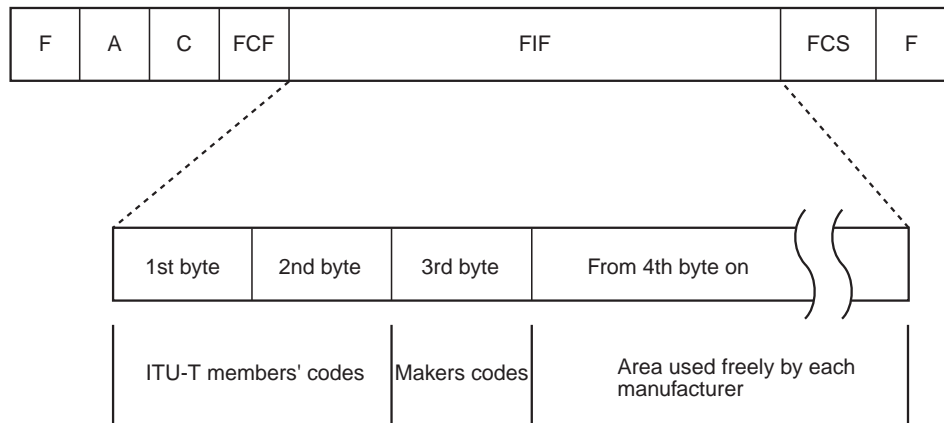 F A C FCF FIF FCS F
1st byte 2nd byte 3rd byte From 4th byte on
ITU-T members' codes Makers codes Area used freely by each
manufacturer